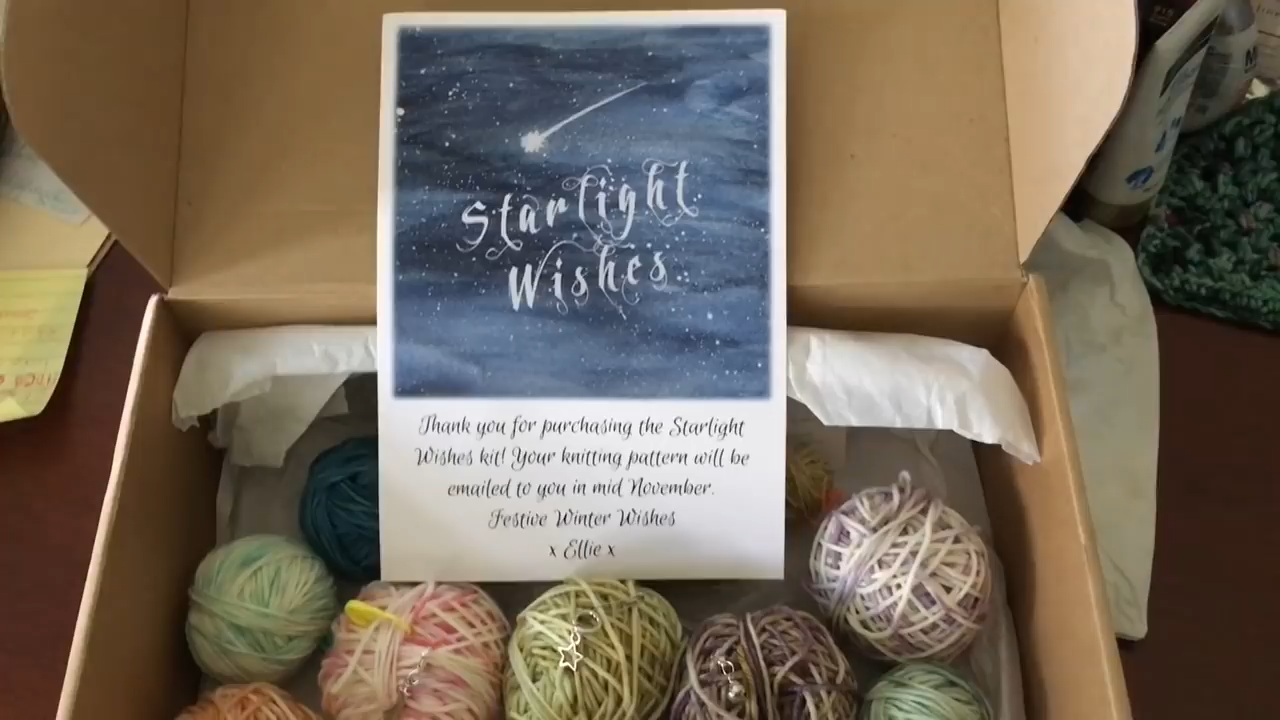 Starlight
Wishes
Thank you for purchasing the Starlight
Wishes kit! Your knitting pattern will be
emailed to you in mid November.
Festive Winter Wishes
x Ellie x